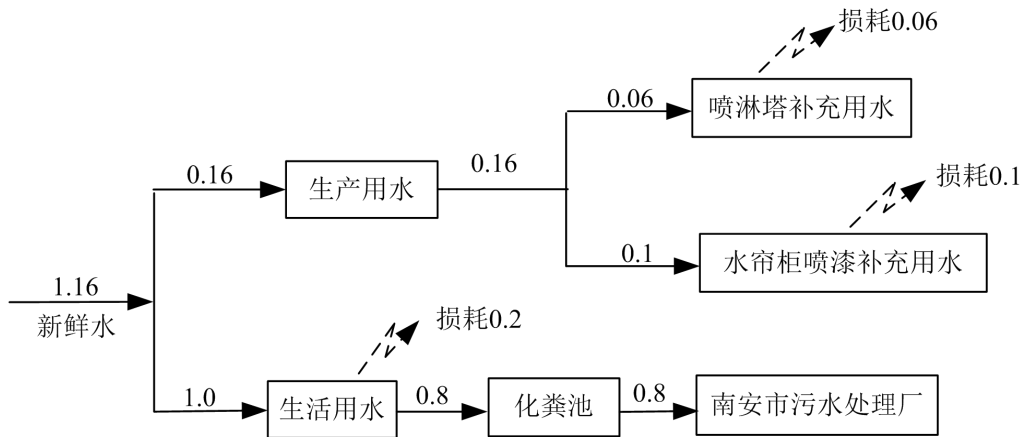 损耗0.06
0.06
喷淋塔补充用水
0.16
生产用水
0.16
损耗0.1
0.1
水帘柜喷漆补充用水
1.16
新鲜水
损耗0.2
1.0
生活用水
0.8
化粪池
0.8
南安市污水处理厂